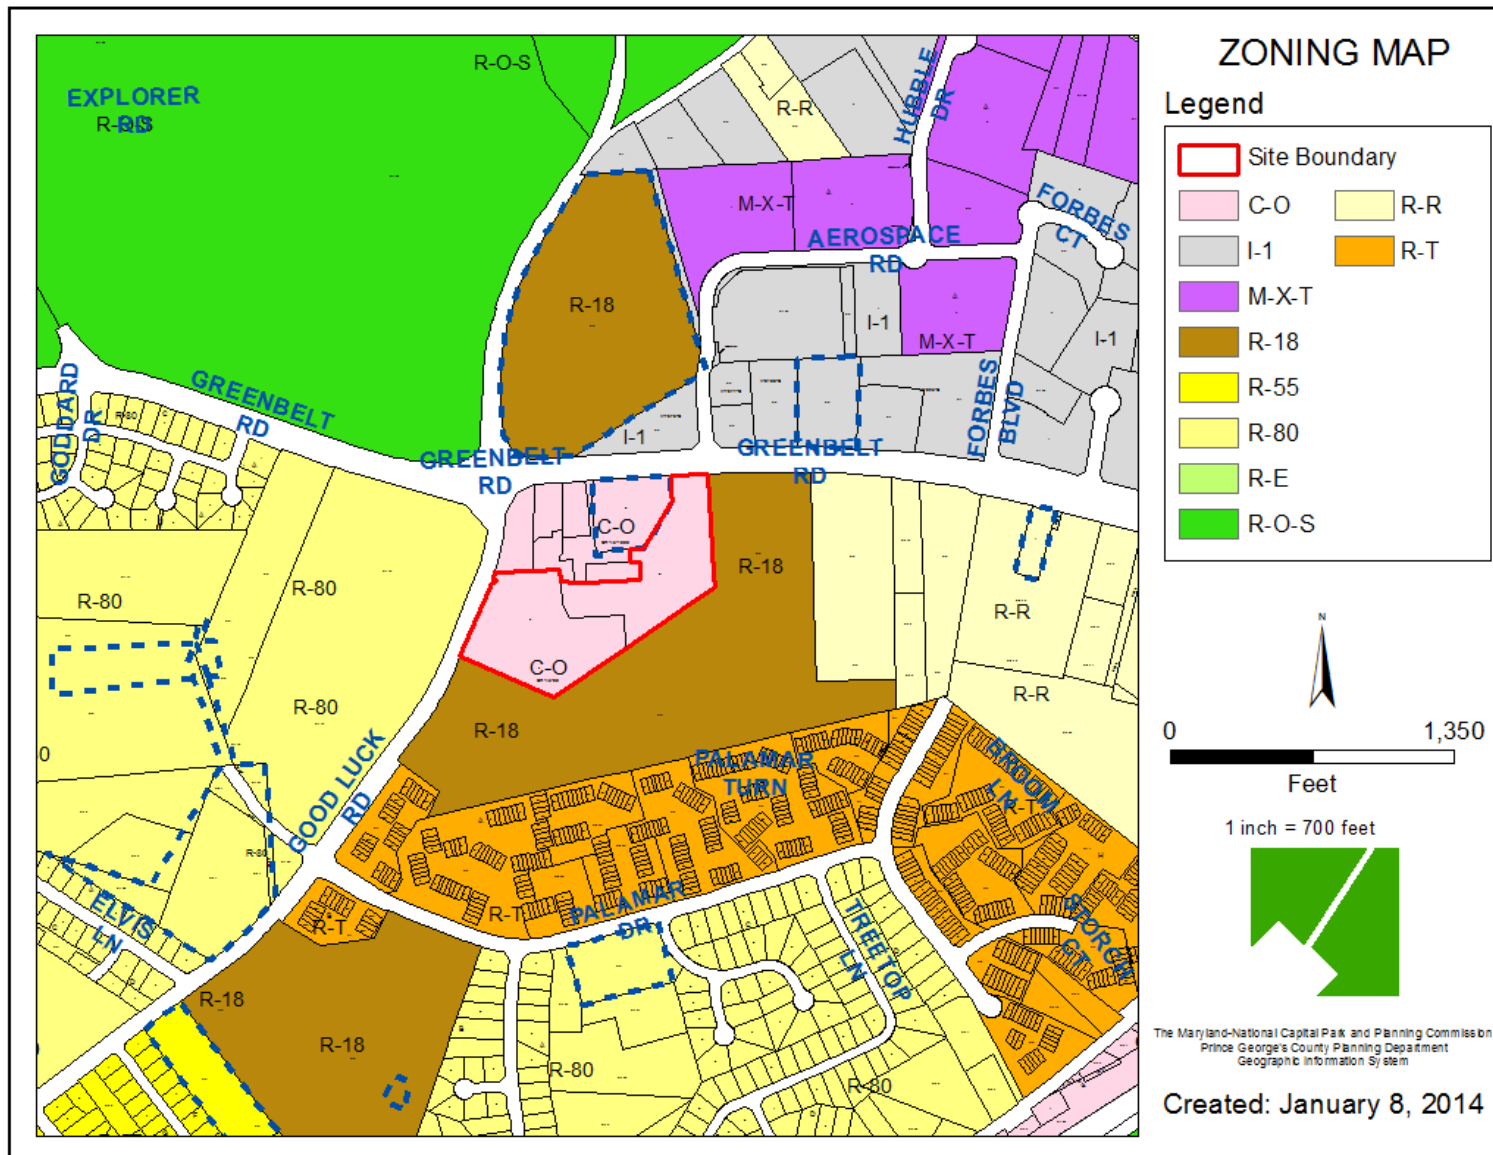 ZONING MAP
Legend
Site Boundary
C-O
R-R
I-1
R-T
M-X-T
R-18
R-55
R-80
R-E
R-O-S
N
0
1,350
Feet
1 inch = 700 feet
The Maryland-National Capital Park and Planning Commission
Prince George's County Planning Department
Geographic Information System
Created: January 8, 2014
R-O-S
EXPLORER
RD
R-O-S
R-R
HUBBLE
DR
M-X-T
FORBES
CT
AEROSPACE
RD
R-18
I-1
M-X-T
I-1
GODDARD
DR
R-80
GREENBELT
RD
I-1
FORBES
BLVD
GREENBELT
RD
GREENBELT
RD
C-O
R-18
R-80
R-80
R-R
C-O
R-R
R-80
R-18
PALAMAR
TURN
BROOM
LN
R-T
GOOD LUCK
RD
R-80
ELVIS
LN
R-T
R-T
PALAMAR
DR
TREETOP
LN
STORCH
CT
R-18
R-18
R-80
R-80